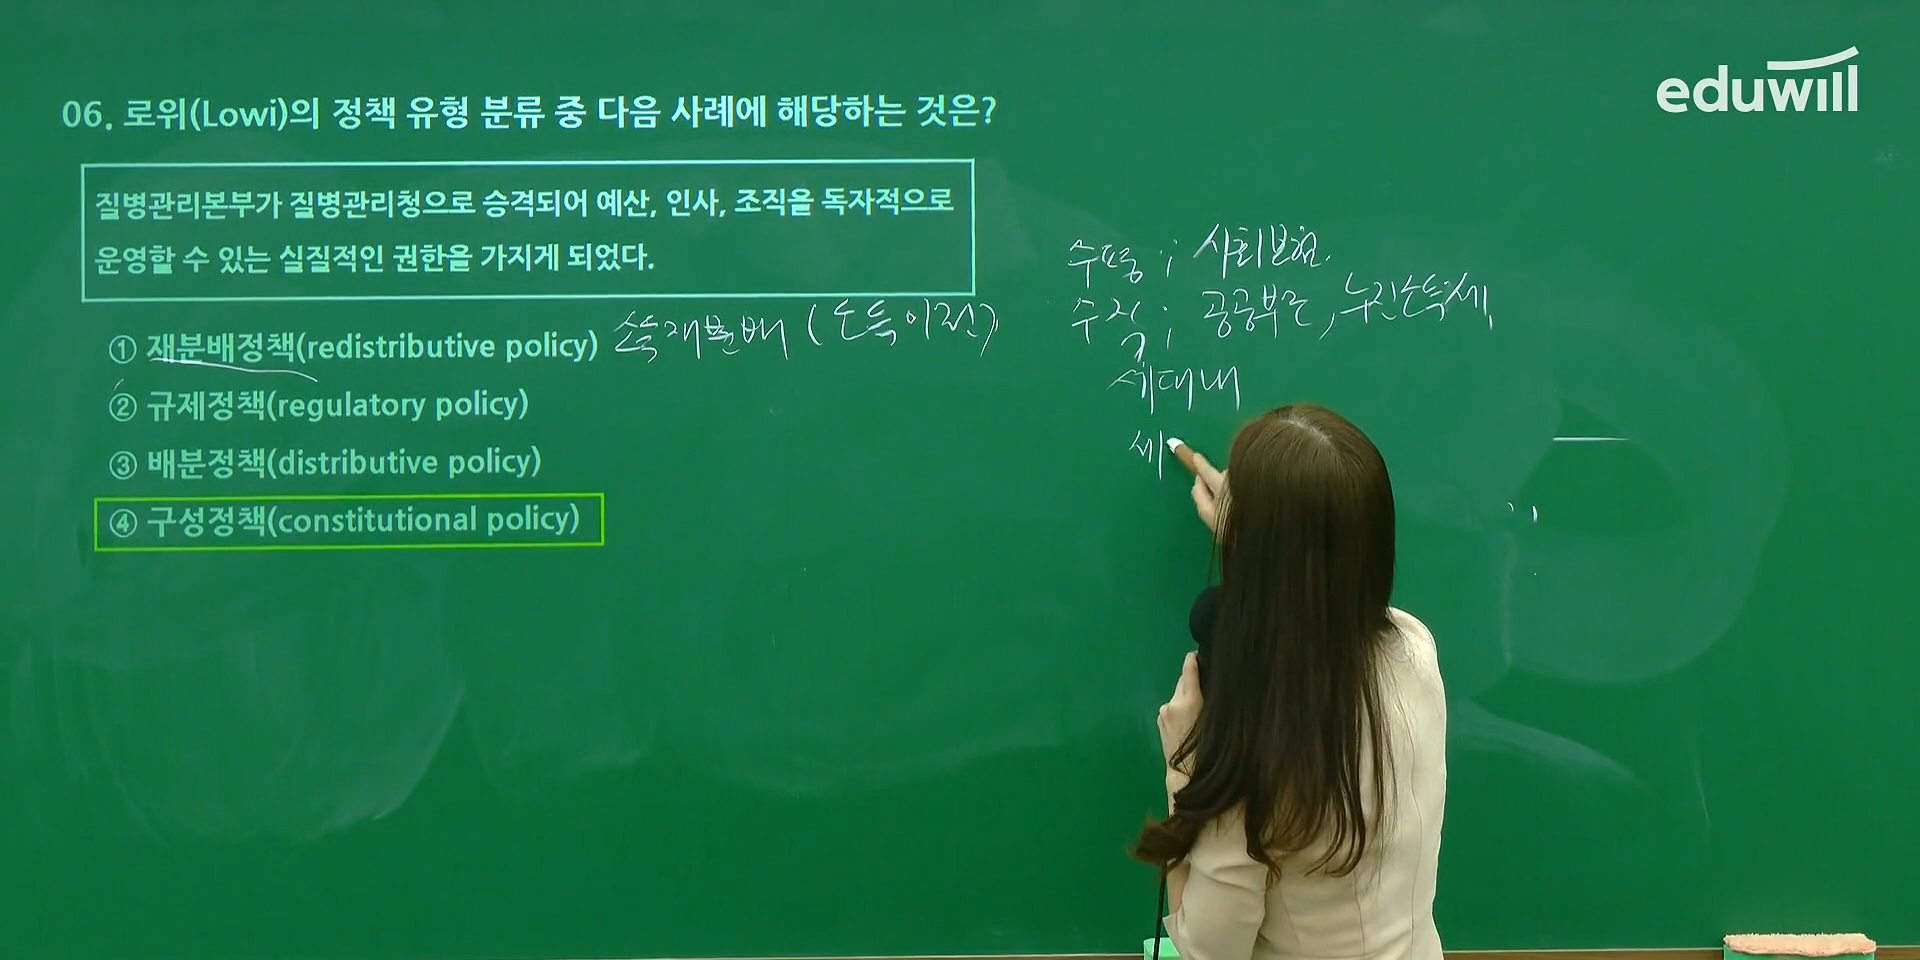 eduwill
06. 로위(Lowi)의 정책 유형 분류 중 다음 사례에 해당하는 것은?
질병관리본부가 질병관리청으로 승격되어 예산, 인사, 조직을 독자적으로
운영할 수 있는 실질적인 권한을 가지게 되었다.
① 재분배정책(redistributive policy) 소득재분배 (소득이전)
② 규제정책(regulatory policy)
③ 배분정책(distributive policy)
④ 구성정책(constitutional policy)
수평 ; 사회보험.
수직 ; 공공부조, 누진소득세,
세대내
세